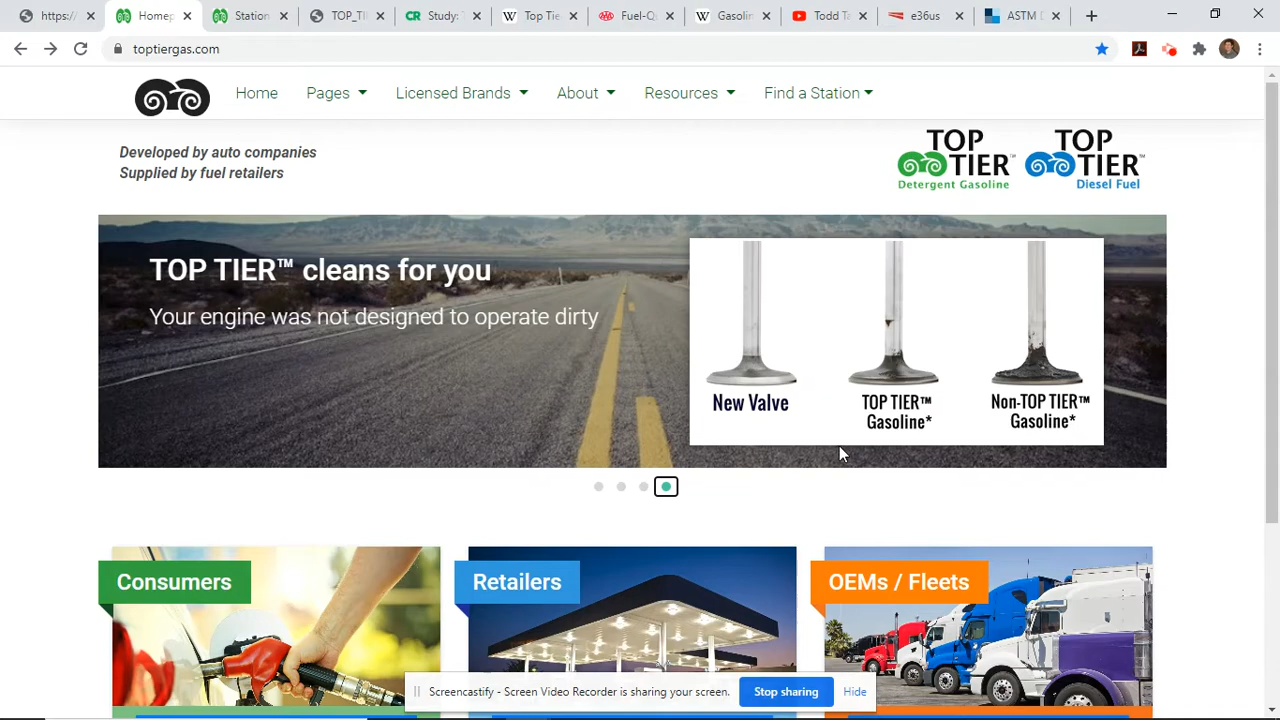 https://
Homep
Station
TOP_TI
Study:
Top Tie
Fuel-Q
Gasolin
Todd Ta
e36us
ASTM
toptiergas.com
Home Pages Licensed Brands About Resources Find a Station
Developed by auto companies
Supplied by fuel retailers
TOP TIER™
Detergent Gasoline
TOP TIER™
Diesel Fuel
TOP TIER™ cleans for you
Your engine was not designed to operate dirty
New Valve
TOP TIER™
Gasoline*
Non-TOP TIER™
Gasoline*
Consumers
Retailers
OEMs / Fleets
Screencastify - Screen Video Recorder is sharing your screen.
Stop sharing
Hide